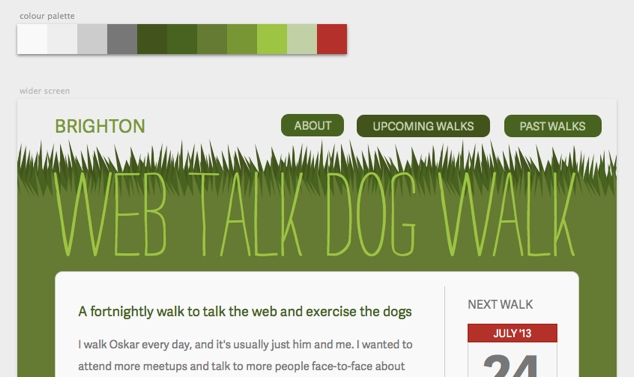 colour palette
wider screen
BRIGHTON
ABOUT
UPCOMING WALKS
PAST WALKS
WEB TALK DOG WALK
A fortnightly walk to talk the web and exercise the dogs
I walk Oskar every day, and it's usually just him and me. I wanted to
attend more meetups and talk to more people face-to-face about
NEXT WALK
JULY '13
24